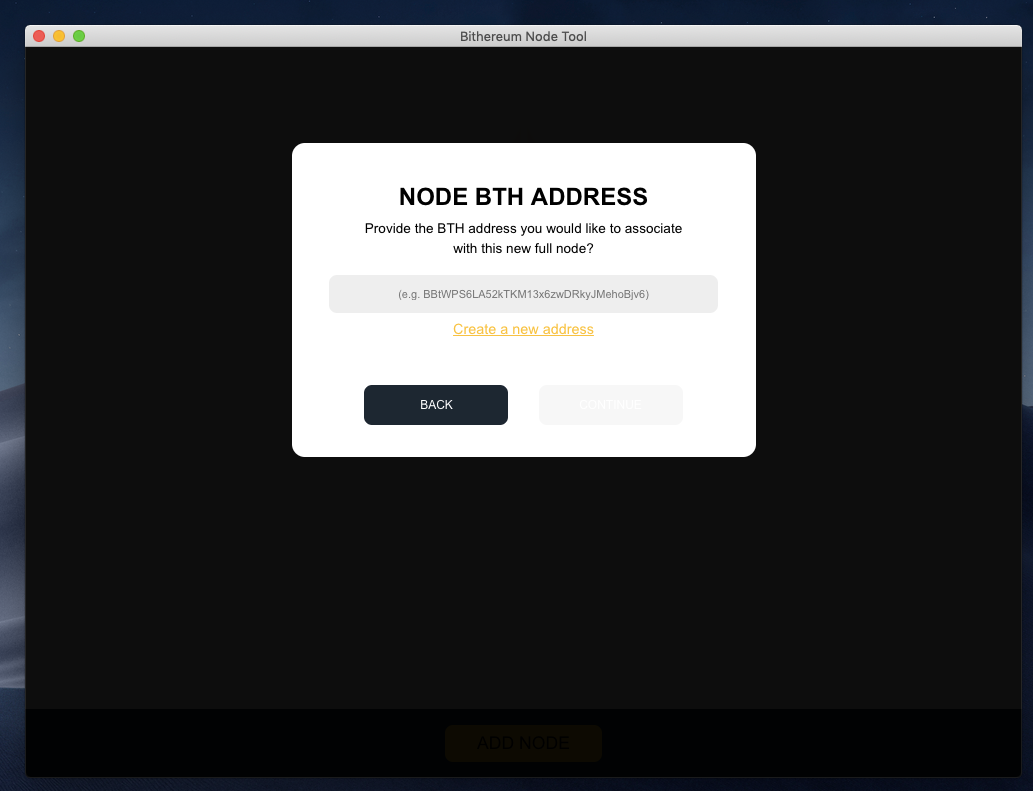 Bithereum Node Tool
NODE BTH ADDRESS
Provide the BTH address you would like to associate
with this new full node?
(e.g. BBtWPS6LA52kTKM13x6zwDRkyJMehoBjv6)
Create a new address
BACK
CONTINUE
ADD NODE